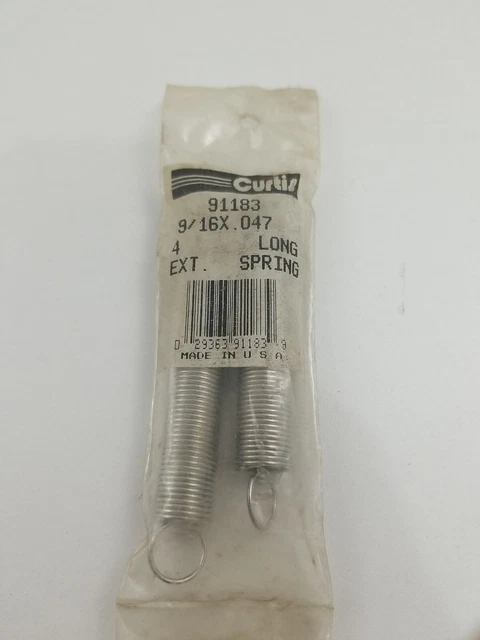 Curtis
91183
9/16X.047
4 LONG
EXT. SPRING
0 29363 91183 9
MADE IN U S A